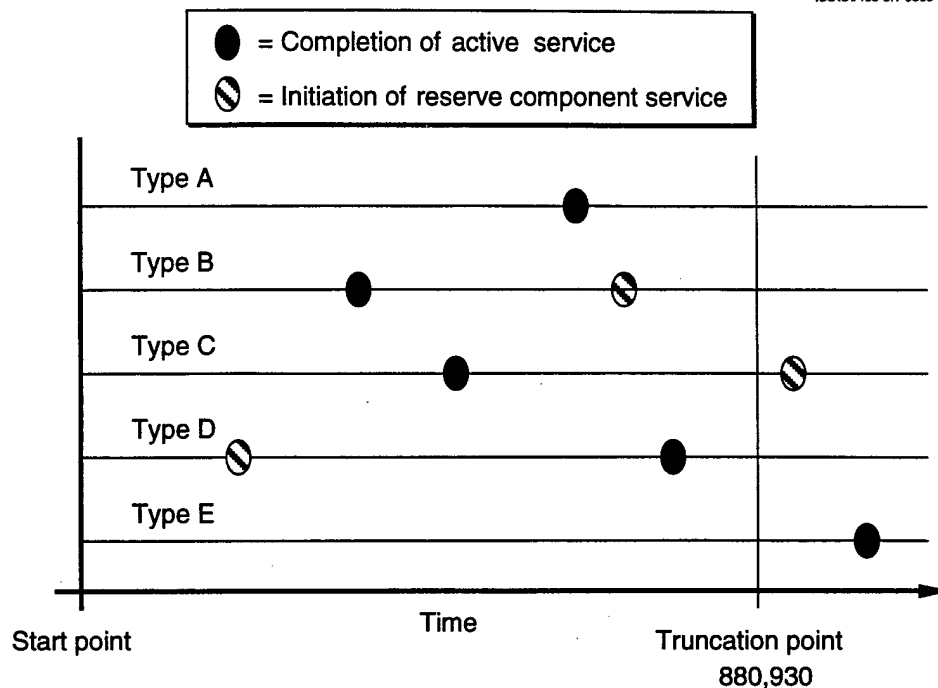 = Completion of active service
= Initiation of reserve component service
Type A
Type B
Type C
Type D
Type E
Time
Start point
Truncation point
880,930